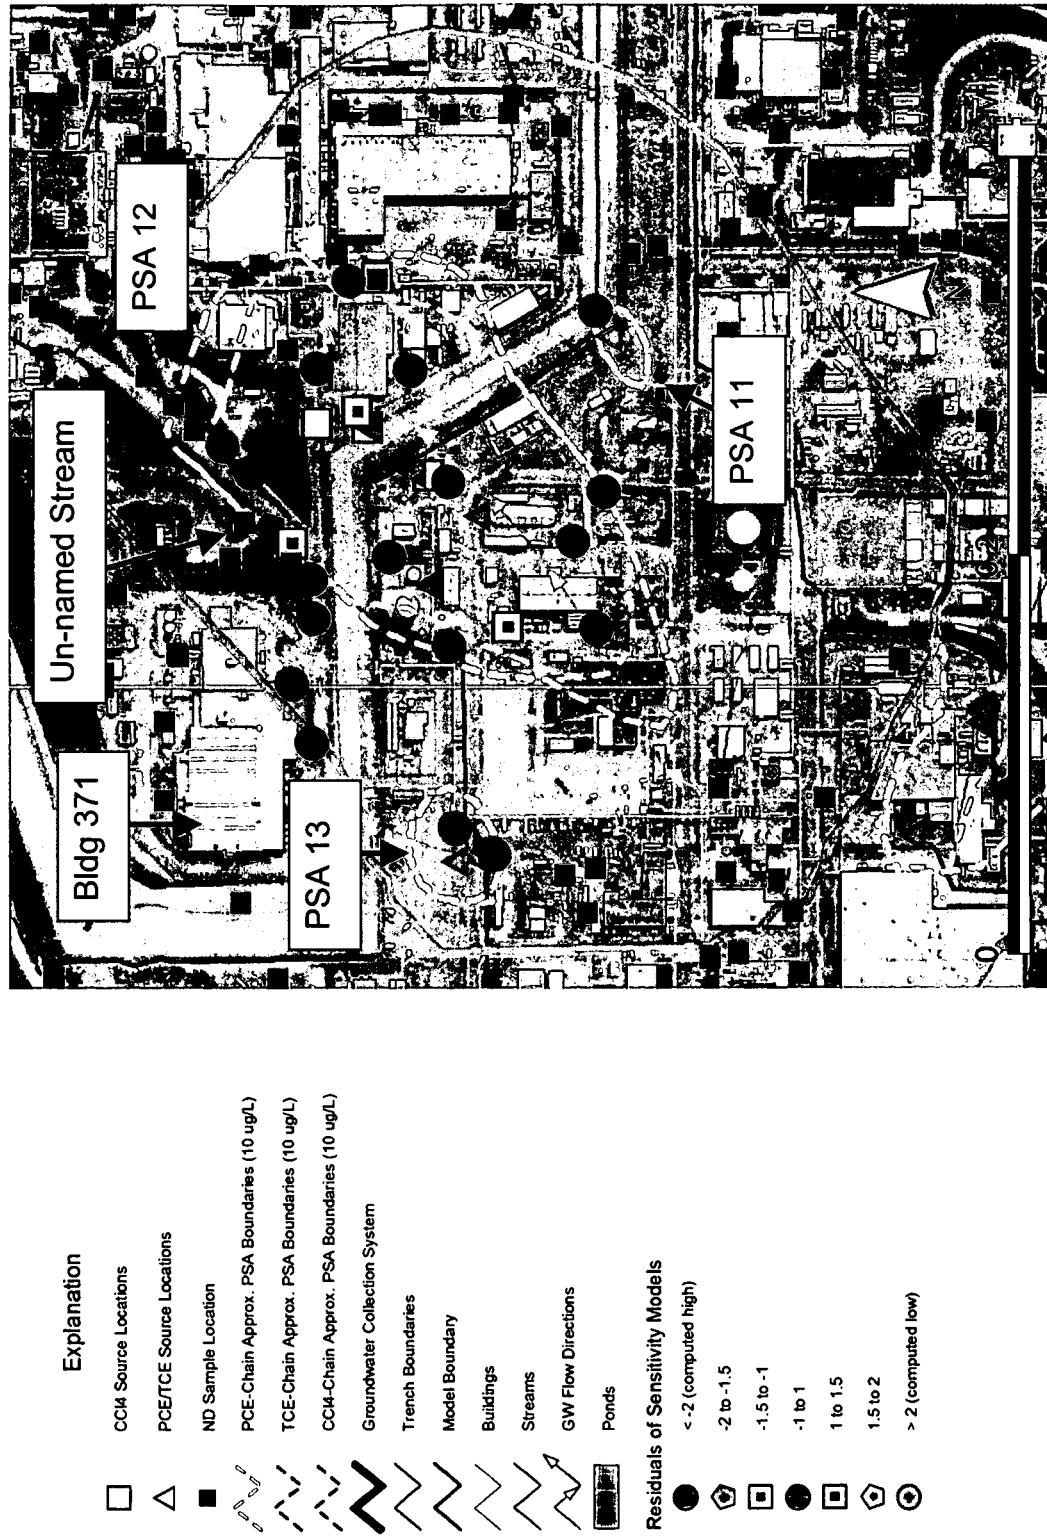 Explanation
CCl4 Source Locations
PCE/TCE Source Locations
ND Sample Location
PCE-Chain Approx. PSA Boundaries (10 ug/L)
TCE-Chain Approx. PSA Boundaries (10 ug/L)
CCl4-Chain Approx. PSA Boundaries (10 ug/L)
Groundwater Collection System
Trench Boundaries
Model Boundary
Buildings
Streams
GW Flow Directions
Ponds
Residuals of Sensitivity Models
< -2 (computed high)
-2 to -1.5
-1.5 to -1
-1 to 1
1 to 1.5
1.5 to 2
> 2 (computed low)
Bldg 371
Un-named Stream
PSA 12
PSA 13
PSA 11
0